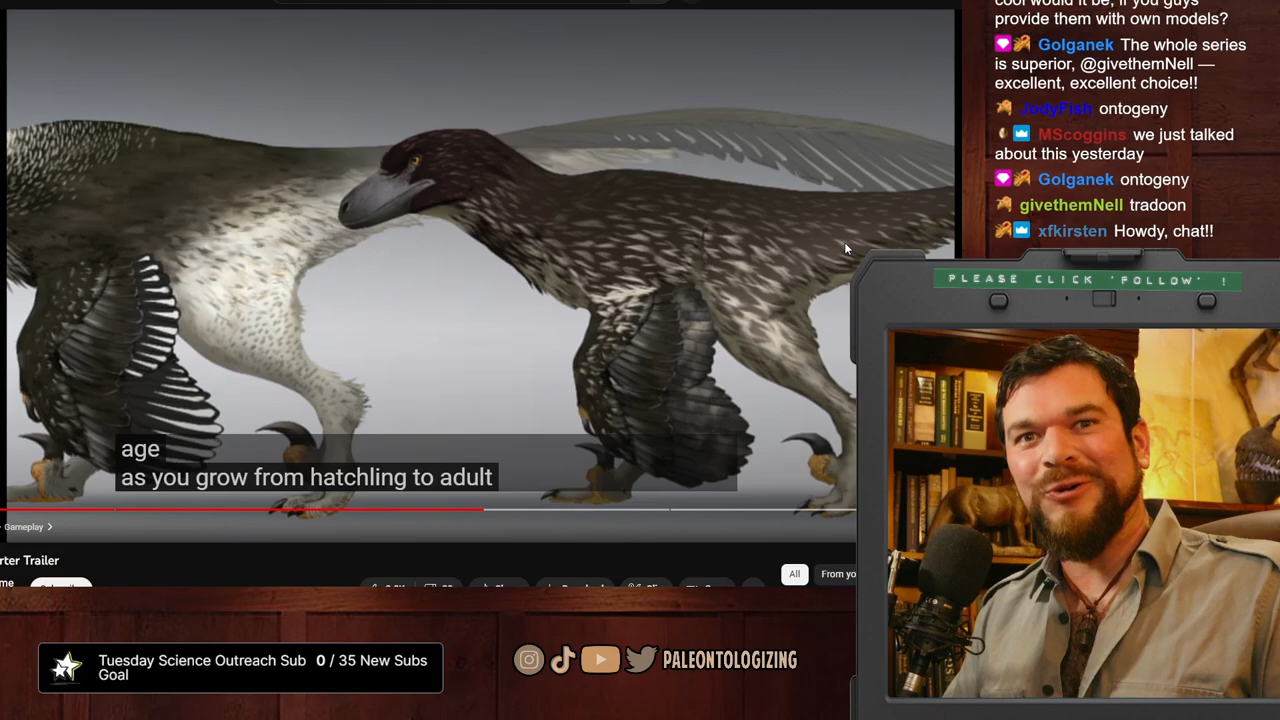 cool would it be, if you guys
provide them with own models?
Golganek The whole series
is superior, @givethemNell —
excellent, excellent choice!!
JodyFish ontogeny
MScoggins we just talked
about this yesterday
Golganek ontogeny
givethemNell tradoon
xfkirsten Howdy, chat!!
PLEASE CLICK 'FOLLOW' !
age
as you grow from hatchling to adult
Gameplay
rter Trailer
All
From yo
Tuesday Science Outreach Sub 0 / 35 New Subs
Goal
PALEONTOLOGIZING